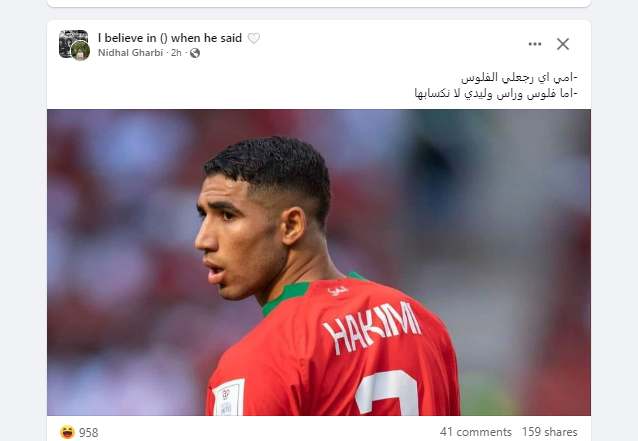 I believe in () when he said
Nidhal Gharbi · 2h ·
-امي اي رجعلي الفلوس
-اما فلوس وراس وليدي لا نكسابها
HAKIMI
2
958
41 comments 159 shares